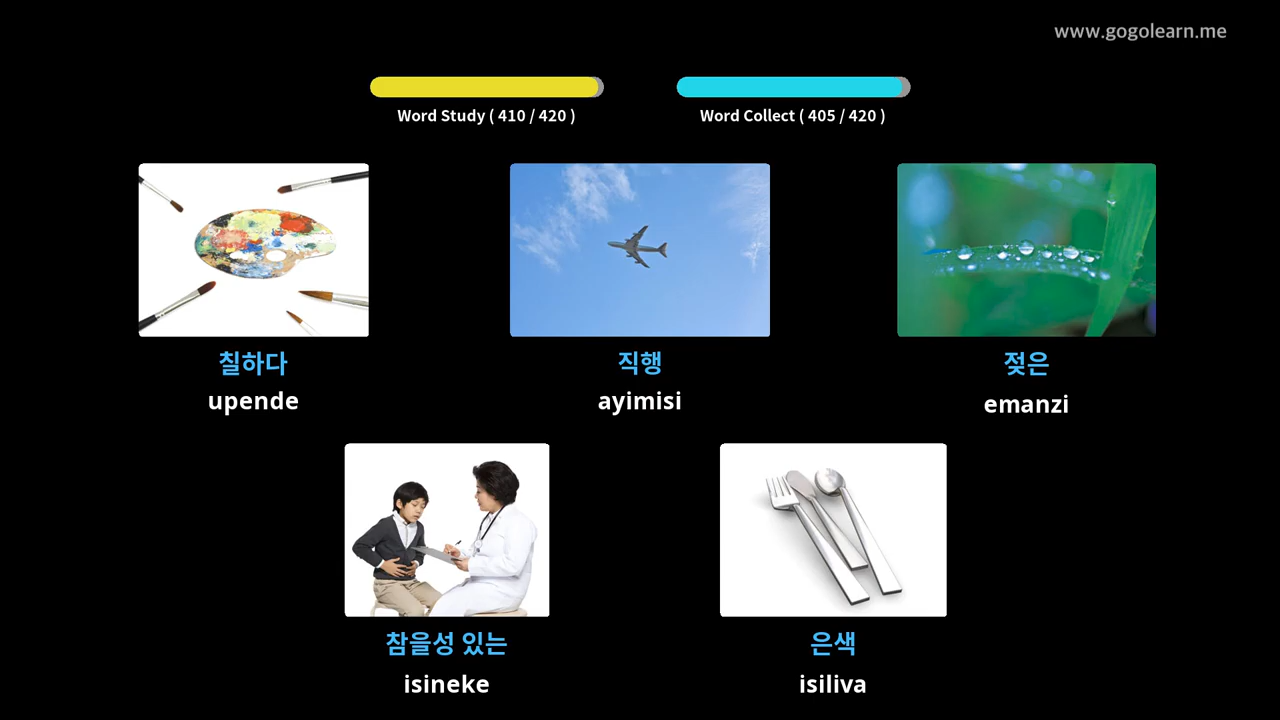 www.gogolearn.me
Word Study ( 410 / 420 )
Word Collect ( 405 / 420 )
칠하다
upende
직행
ayimisi
젖은
emanzi
참을성 있는
isineke
은색
isiliva